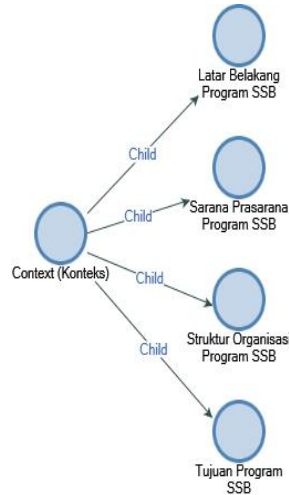 Latar Belakang
Program SSB
Child
Child
Sarana Prasarana
Program SSB
Context (Konteks)
Child
Struktur Organisasi
Program SSB
Child
Tujuan Program
SSB